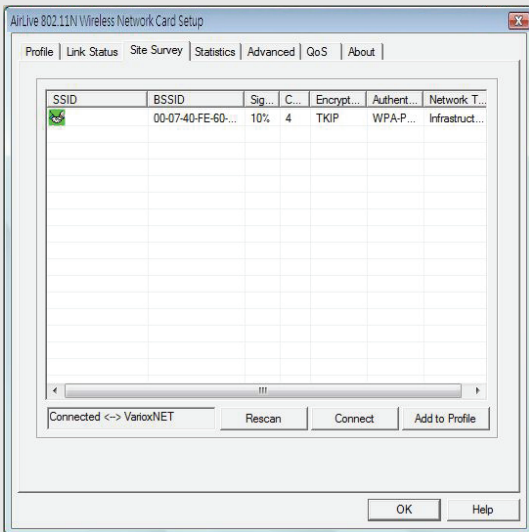 AirLive 802.11N Wireless Network Card Setup
Profile Link Status Site Survey Statistics Advanced QoS About
SSID BSSID Sig... C... Encrypt... Authent... Network T...
00-07-40-FE-60-... 10% 4 TKIP WPA-P... Infrastruct...
Connected <--> VarioxNET Rescan Connect Add to Profile
OK Help